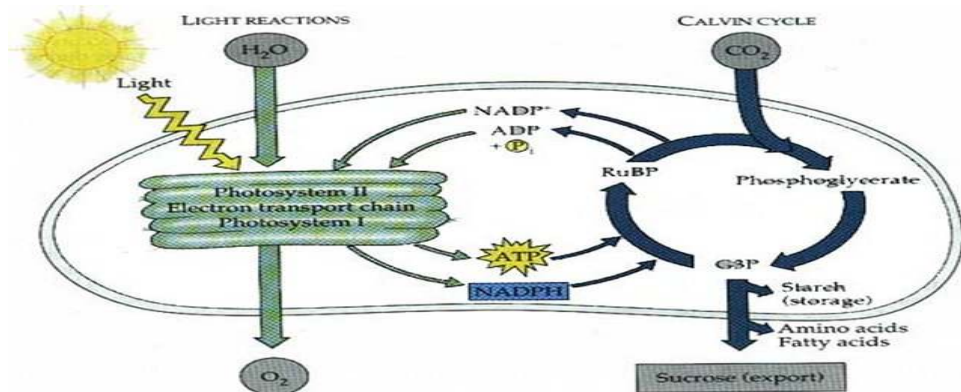 LIGHT REACTIONS
CALVIN CYCLE
H₂O
CO₂
Light
NADP⁺
ADP
+ Pᵢ
RuBP
Phosphoglycerate
Photosystem II
Electron transport chain
Photosystem I
ATP
NADPH
G3P
Starch
(storage)
Amino acids
Fatty acids
O₂
Sucrose (export)